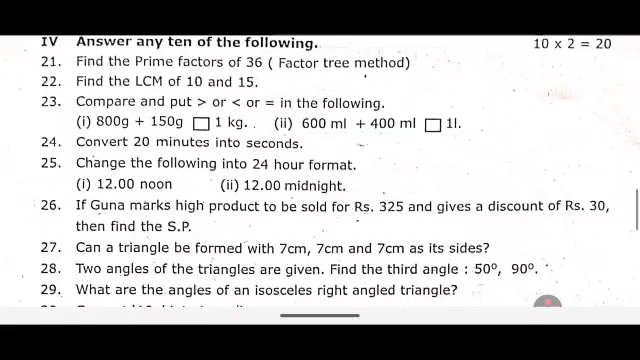 IV Answer any ten of the following. 10 x 2 = 20
21. Find the Prime factors of 36 ( Factor tree method)
22. Find the LCM of 10 and 15.
23. Compare and put > or < or = in the following.
(i) 800g + 150g □ 1 kg. (ii) 600 ml + 400 ml □ 1l.
24. Convert 20 minutes into seconds.
25. Change the following into 24 hour format.
(i) 12.00 noon (ii) 12.00 midnight.
26. If Guna marks high product to be sold for Rs. 325 and gives a discount of Rs. 30,
then find the S.P.
27. Can a triangle be formed with 7cm, 7cm and 7cm as its sides?
28. Two angles of the triangles are given. Find the third angle : 50°, 90°.
29. What are the angles of an isosceles right angled triangle?